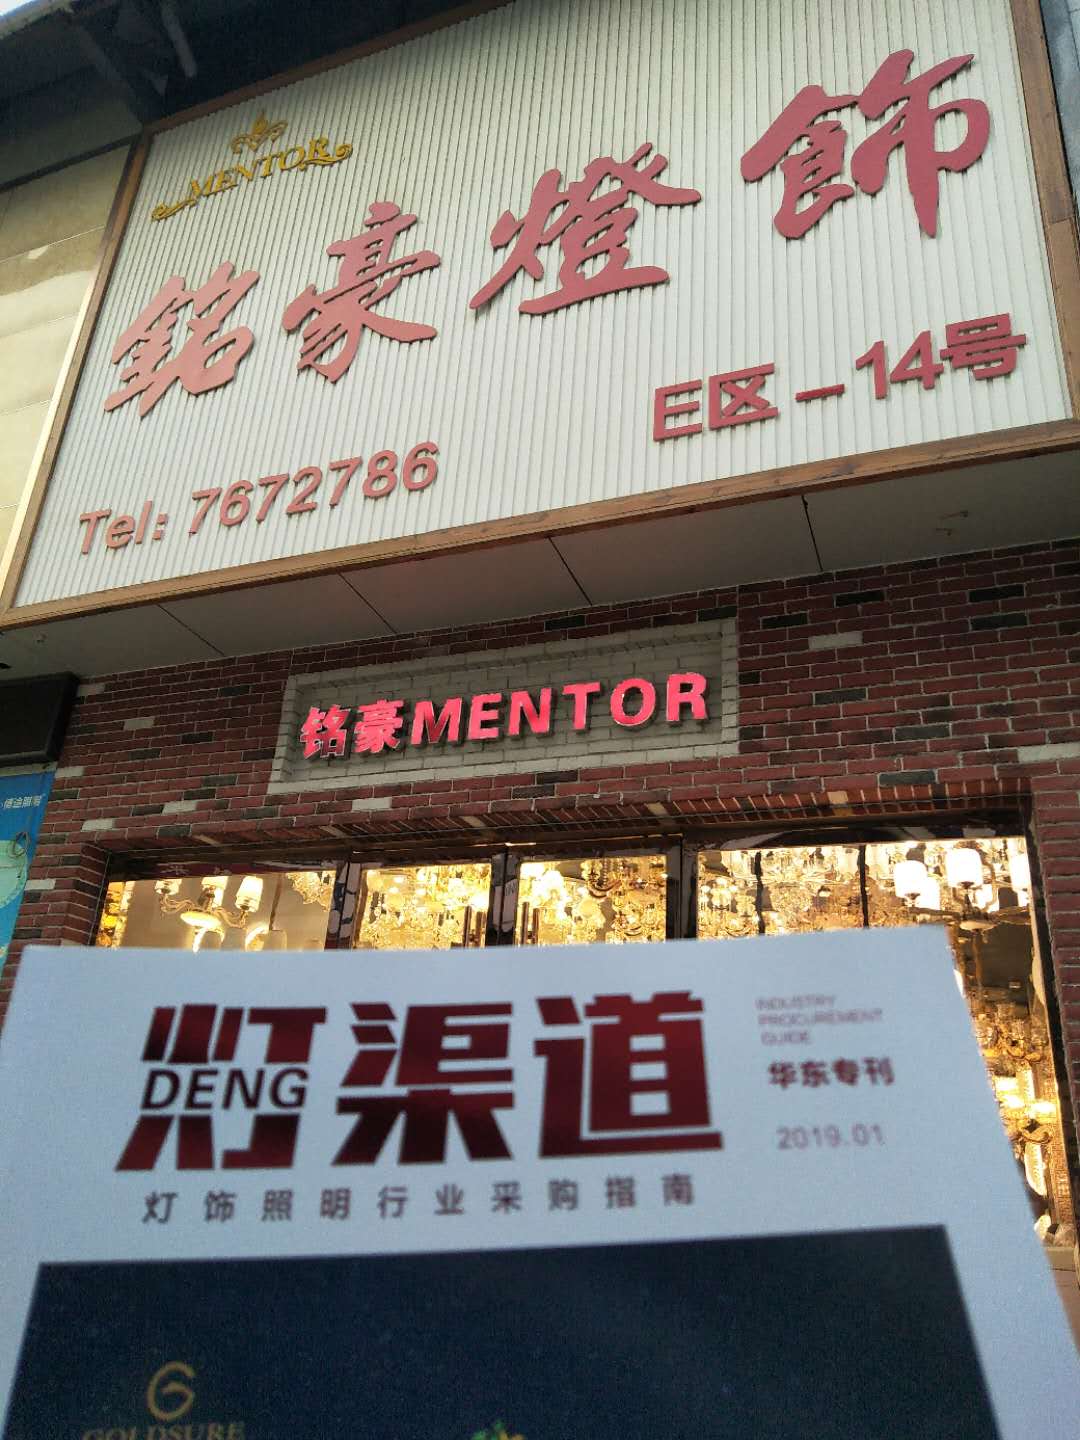 MENTOR
銘豪燈飾
E区-14号
Tel: 7672786
铭豪MENTOR
灯渠道
DENG
INDUSTRY
PROCUREMENT
GUIDE
华东专刊
2019.01
灯饰照明行业采购指南
GOLDSURE